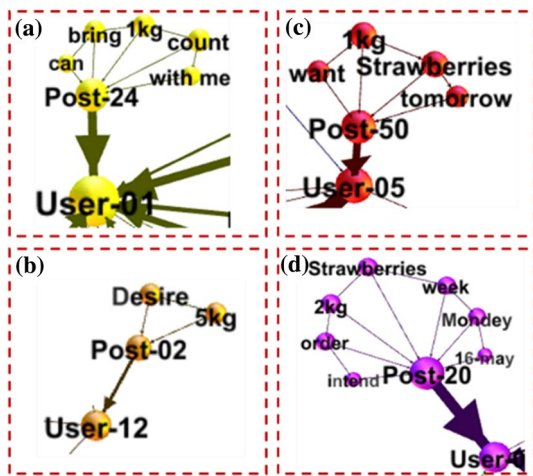 (a)
bring 1kg count
can with me
Post-24
User-01
(c)
1kg
want Strawberries
tomorrow
Post-50
User-05
(b)
Desire
5kg
Post-02
User-12
(d)
Strawberries
week
2kg
Mondey
order
16-may
intend Post-20